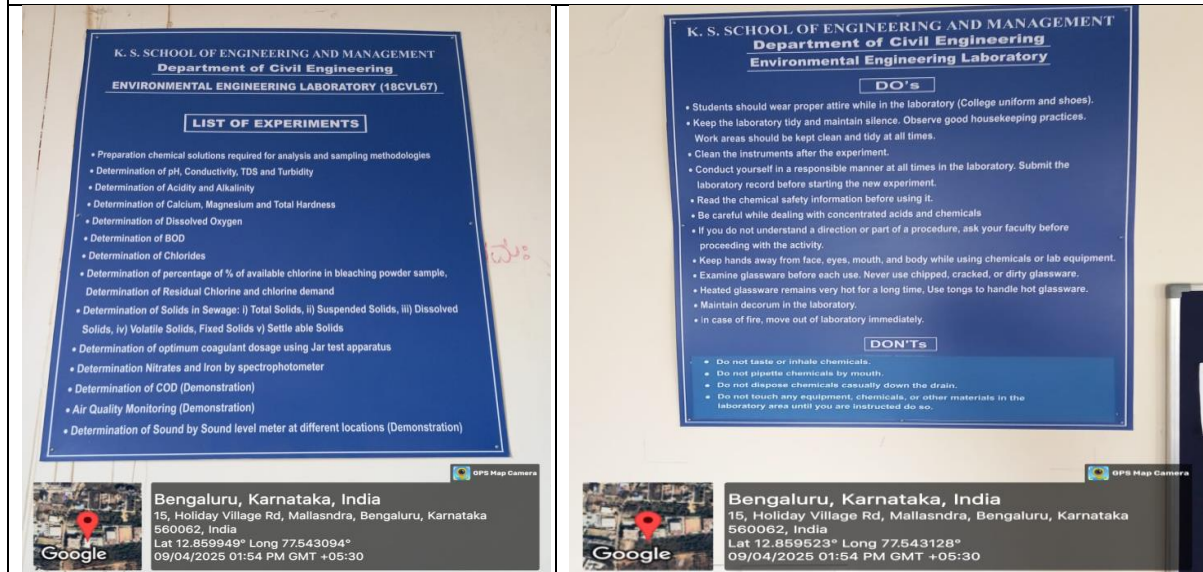 K. S. SCHOOL OF ENGINEERING AND MANAGEMENT
Department of Civil Engineering
ENVIRONMENTAL ENGINEERING LABORATORY (18CVL67)
LIST OF EXPERIMENTS
• Preparation chemical solutions required for analysis and sampling methodologies
• Determination of pH, Conductivity, TDS and Turbidity
• Determination of Acidity and Alkalinity
• Determination of Calcium, Magnesium and Total Hardness
• Determination of Dissolved Oxygen
• Determination of BOD
• Determination of Chlorides
• Determination of percentage of % of available chlorine in bleaching powder sample,
Determination of Residual Chlorine and chlorine demand
• Determination of Solids in Sewage: i) Total Solids, ii) Suspended Solids, iii) Dissolved
Solids, iv) Volatile Solids, Fixed Solids v) Settle able Solids
• Determination of optimum coagulant dosage using Jar test apparatus
• Determination Nitrates and Iron by spectrophotometer
• Determination of COD (Demonstration)
• Air Quality Monitoring (Demonstration)
• Determination of Sound by Sound level meter at different locations (Demonstration)
GPS Map Camera
Google
Bengaluru, Karnataka, India
15, Holiday Village Rd, Mallasndra, Bengaluru, Karnataka
560062, India
Lat 12.859949° Long 77.543094°
09/04/2025 01:54 PM GMT +05:30
K. S. SCHOOL OF ENGINEERING AND MANAGEMENT
Department of Civil Engineering
Environmental Engineering Laboratory
DO's
• Students should wear proper attire while in the laboratory (College uniform and shoes).
• Keep the laboratory tidy and maintain silence. Observe good housekeeping practices.
Work areas should be kept clean and tidy at all times.
• Clean the instruments after the experiment.
• Conduct yourself in a responsible manner at all times in the laboratory. Submit the
laboratory record before starting the new experiment.
• Read the chemical safety information before using it.
• Be careful while dealing with concentrated acids and chemicals
• If you do not understand a direction or part of a procedure, ask your faculty before
proceeding with the activity.
• Keep hands away from face, eyes, mouth, and body while using chemicals or lab equipment.
• Examine glassware before each use. Never use chipped, cracked, or dirty glassware.
• Heated glassware remains very hot for a long time, Use tongs to handle hot glassware.
• Maintain decorum in the laboratory.
• In case of fire, move out of laboratory immediately.
DON'Ts
• Do not taste or inhale chemicals.
• Do not pipette chemicals by mouth.
• Do not dispose chemicals casually down the drain.
• Do not touch any equipment, chemicals, or other materials in the
laboratory area until you are instructed do so.
GPS Map Camera
Google
Bengaluru, Karnataka, India
15, Holiday Village Rd, Mallasndra, Bengaluru, Karnataka
560062, India
Lat 12.859523° Long 77.543128°
09/04/2025 01:54 PM GMT +05:30